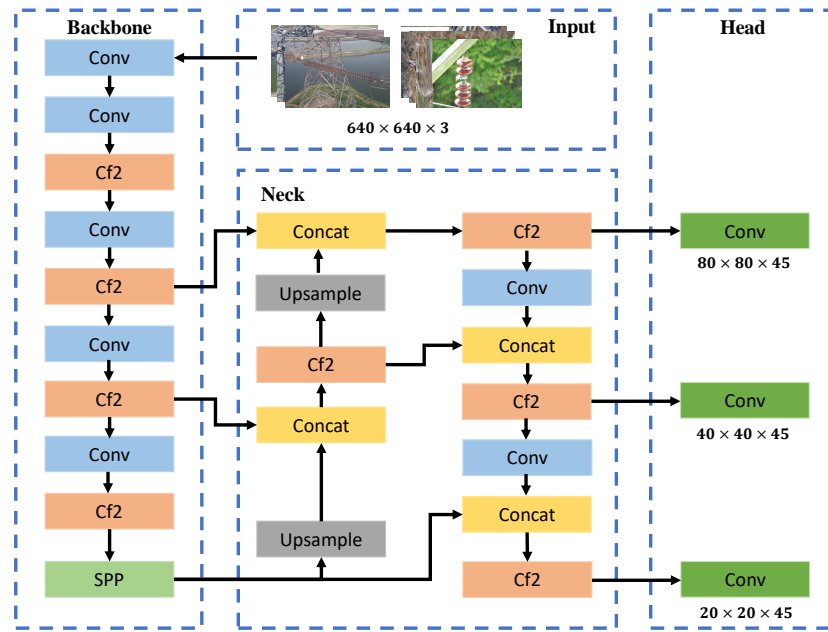 Backbone
Conv
Conv
Cf2
Conv
Cf2
Conv
Cf2
Conv
Cf2
SPP
Input
640 × 640 × 3
Neck
Concat
Upsample
Cf2
Concat
Upsample
Cf2
Conv
Concat
Cf2
Conv
Concat
Cf2
Head
Conv
80 × 80 × 45
Conv
40 × 40 × 45
Conv
20 × 20 × 45